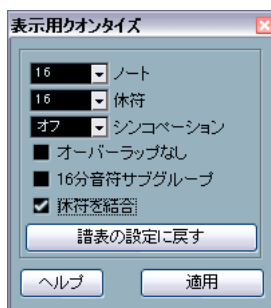 表示用クオンタイズ
16 ノート
16 休符
オフ シンコペーション
オーバーラップなし
16分音符サブグループ
休符を結合
譜表の設定に戻す
ヘルプ 適用